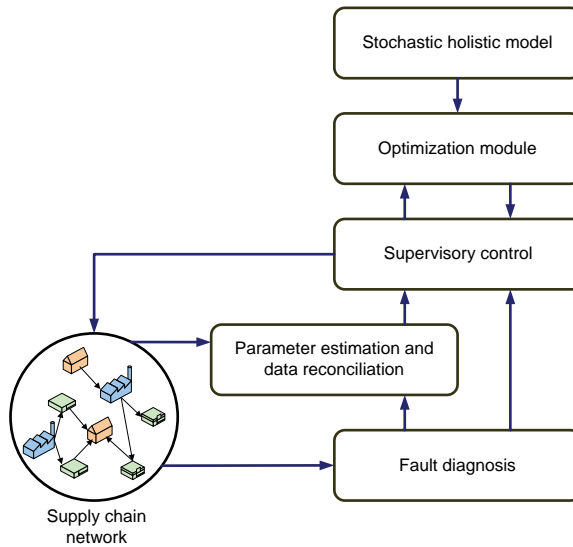 Stochastic holistic model
Optimization module
Supervisory control
Parameter estimation and
data reconciliation
Fault diagnosis
Supply chain
network